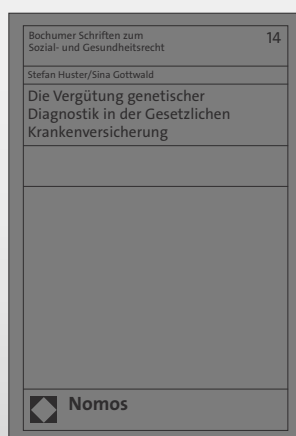 Bochumer Schriften zum
Sozial- und Gesundheitsrecht
14
Stefan Huster/Sina Gottwald
Die Vergütung genetischer
Diagnostik in der Gesetzlichen
Krankenversicherung
Nomos